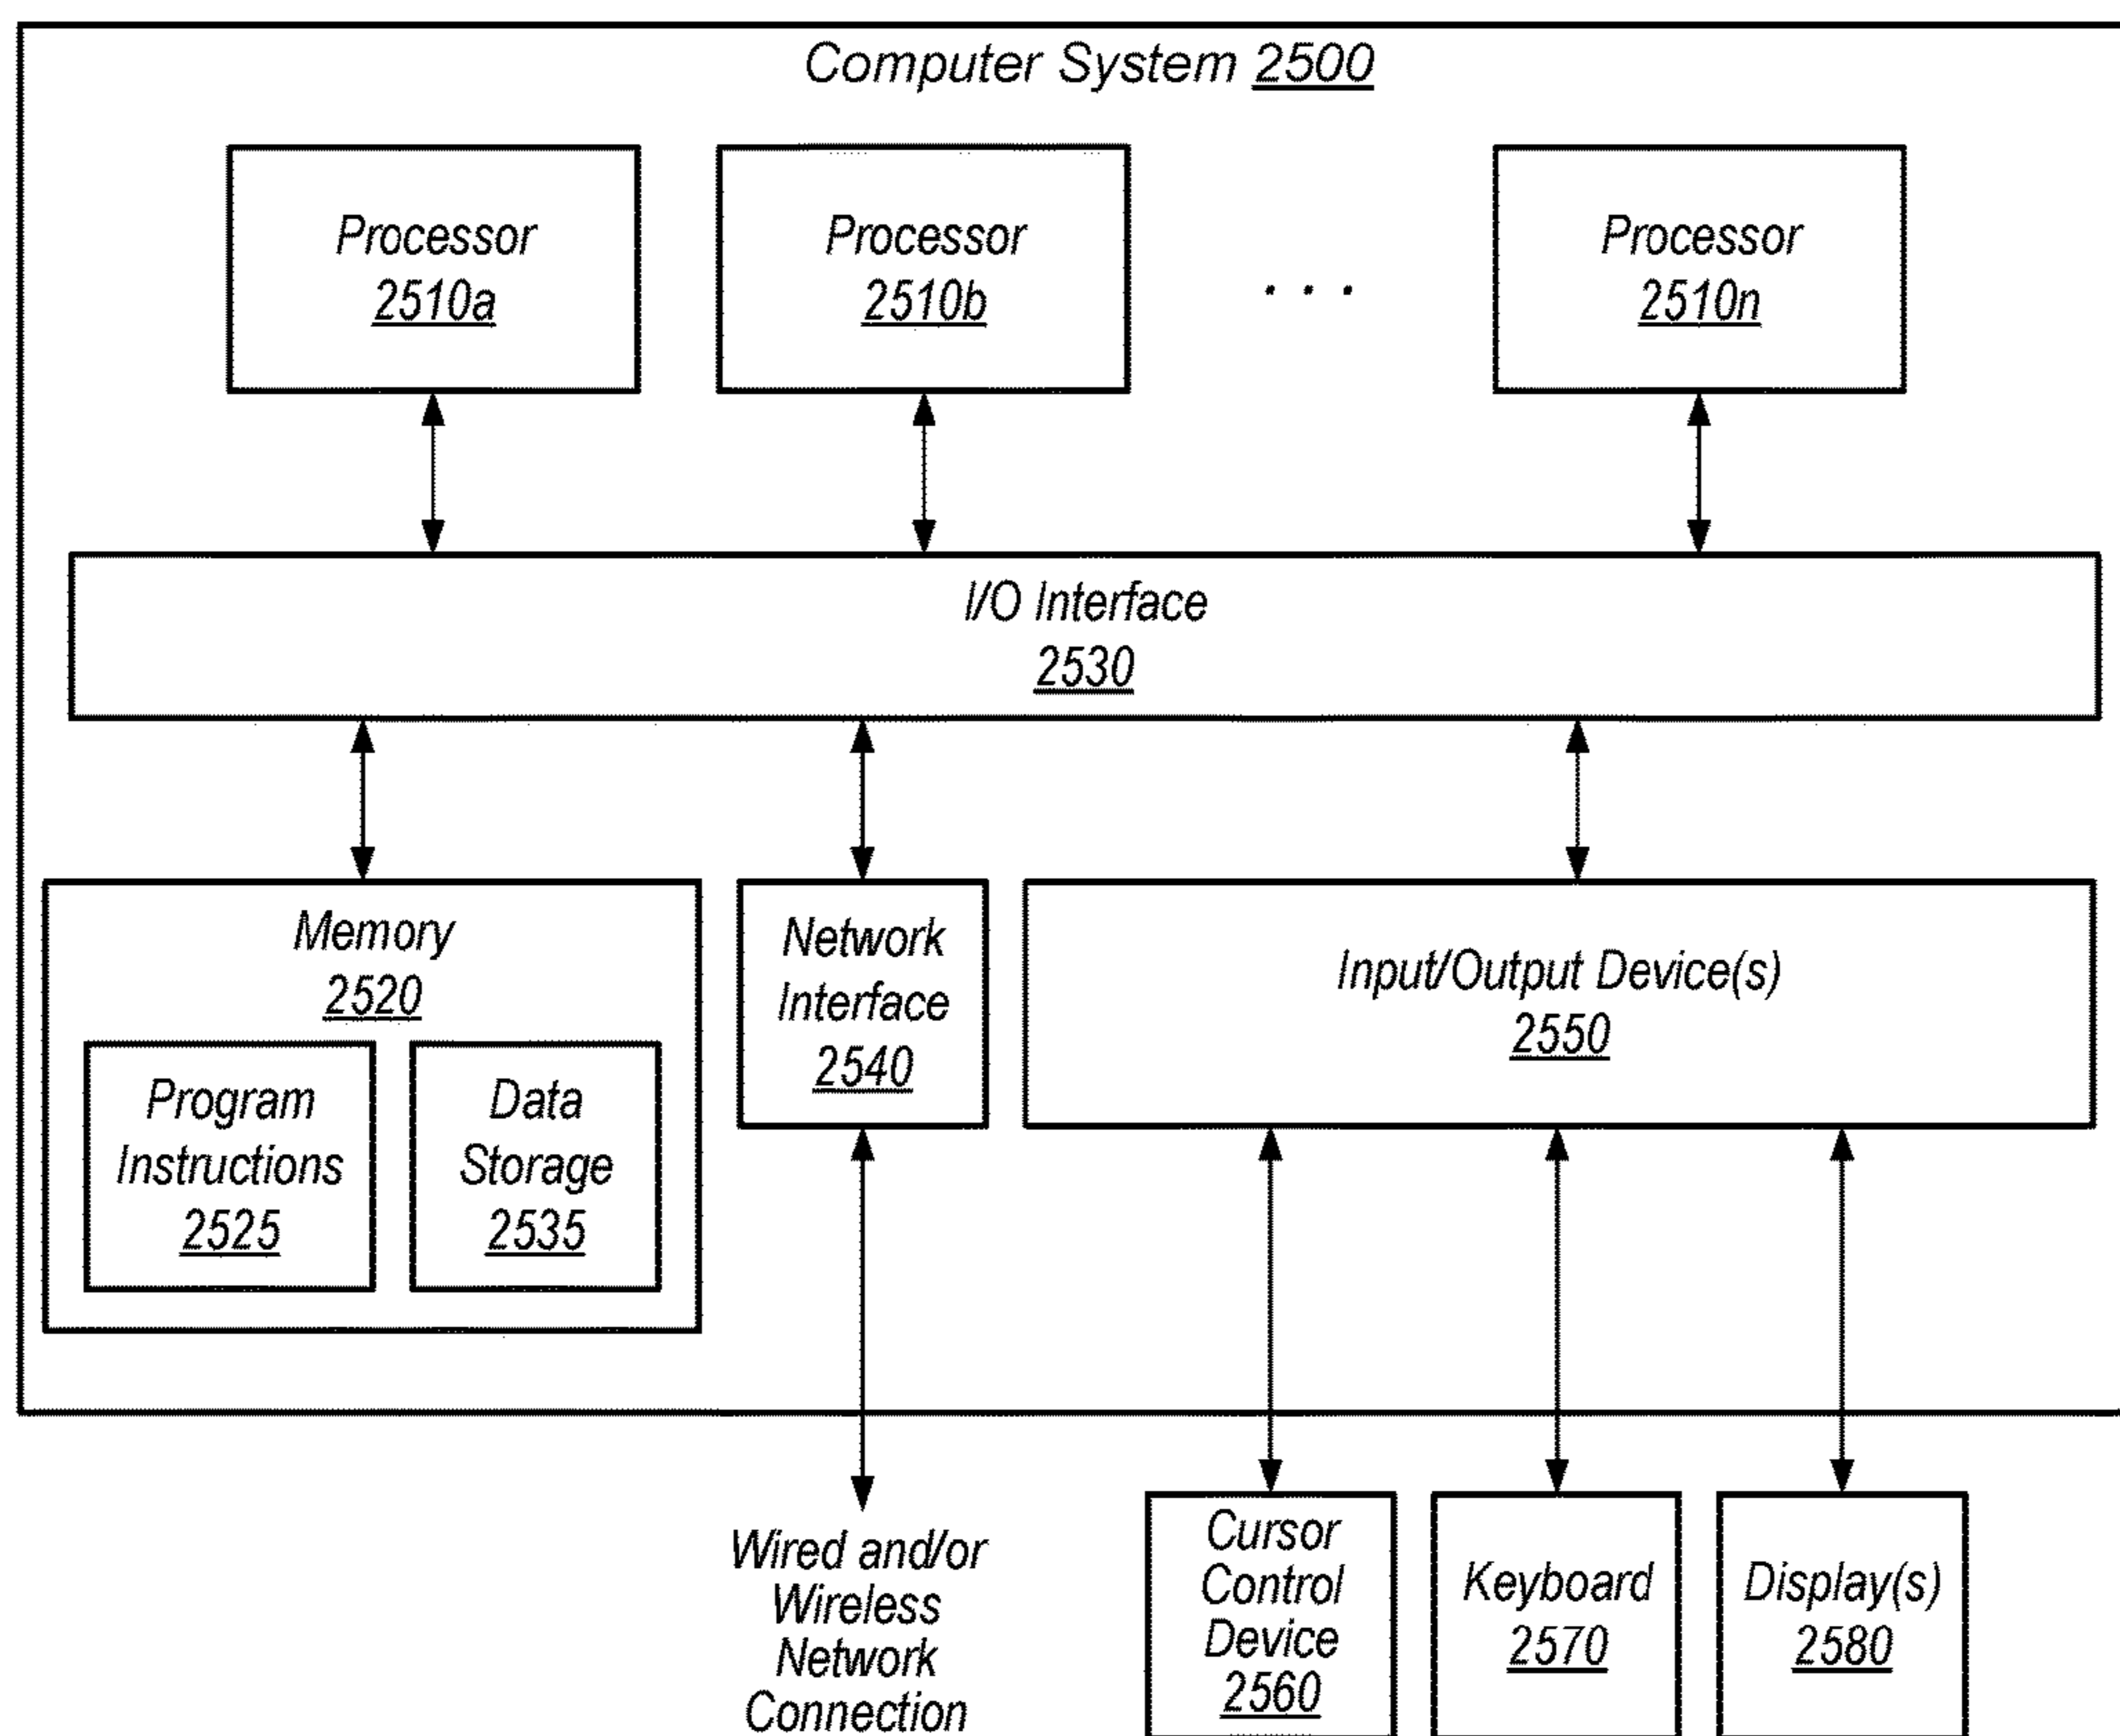 Computer System 2500
Processor
2510a
Processor
2510b
. . .
Processor
2510n
I/O Interface
2530
Memory
2520
Program
Instructions
2525
Data
Storage
2535
Network
Interface
2540
Input/Output Device(s)
2550
Wired and/or
Wireless
Network
Connection
Cursor
Control
Device
2560
Keyboard
2570
Display(s)
2580